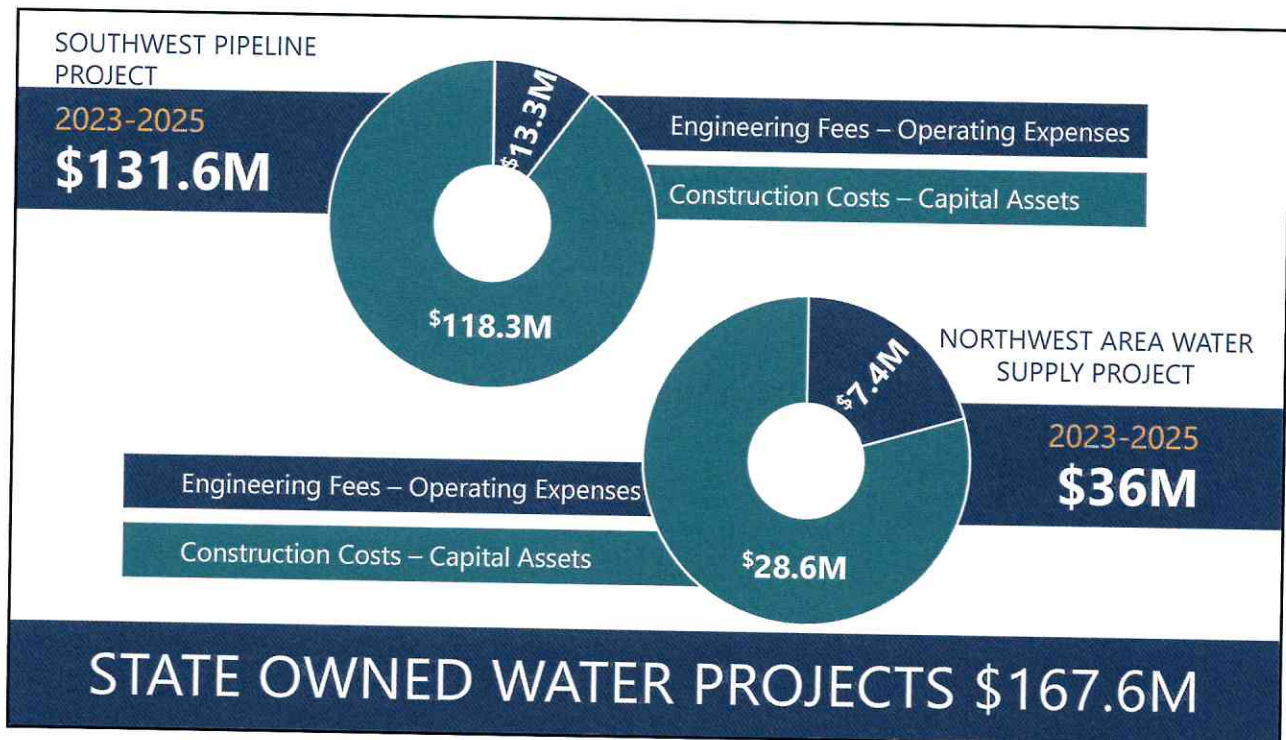 SOUTHWEST PIPELINE
PROJECT
2023-2025
$131.6M
$13.3M
$118.3M
Engineering Fees – Operating Expenses
Construction Costs – Capital Assets
NORTHWEST AREA WATER
SUPPLY PROJECT
2023-2025
$36M
$7.4M
$28.6M
Engineering Fees – Operating Expenses
Construction Costs – Capital Assets
STATE OWNED WATER PROJECTS $167.6M